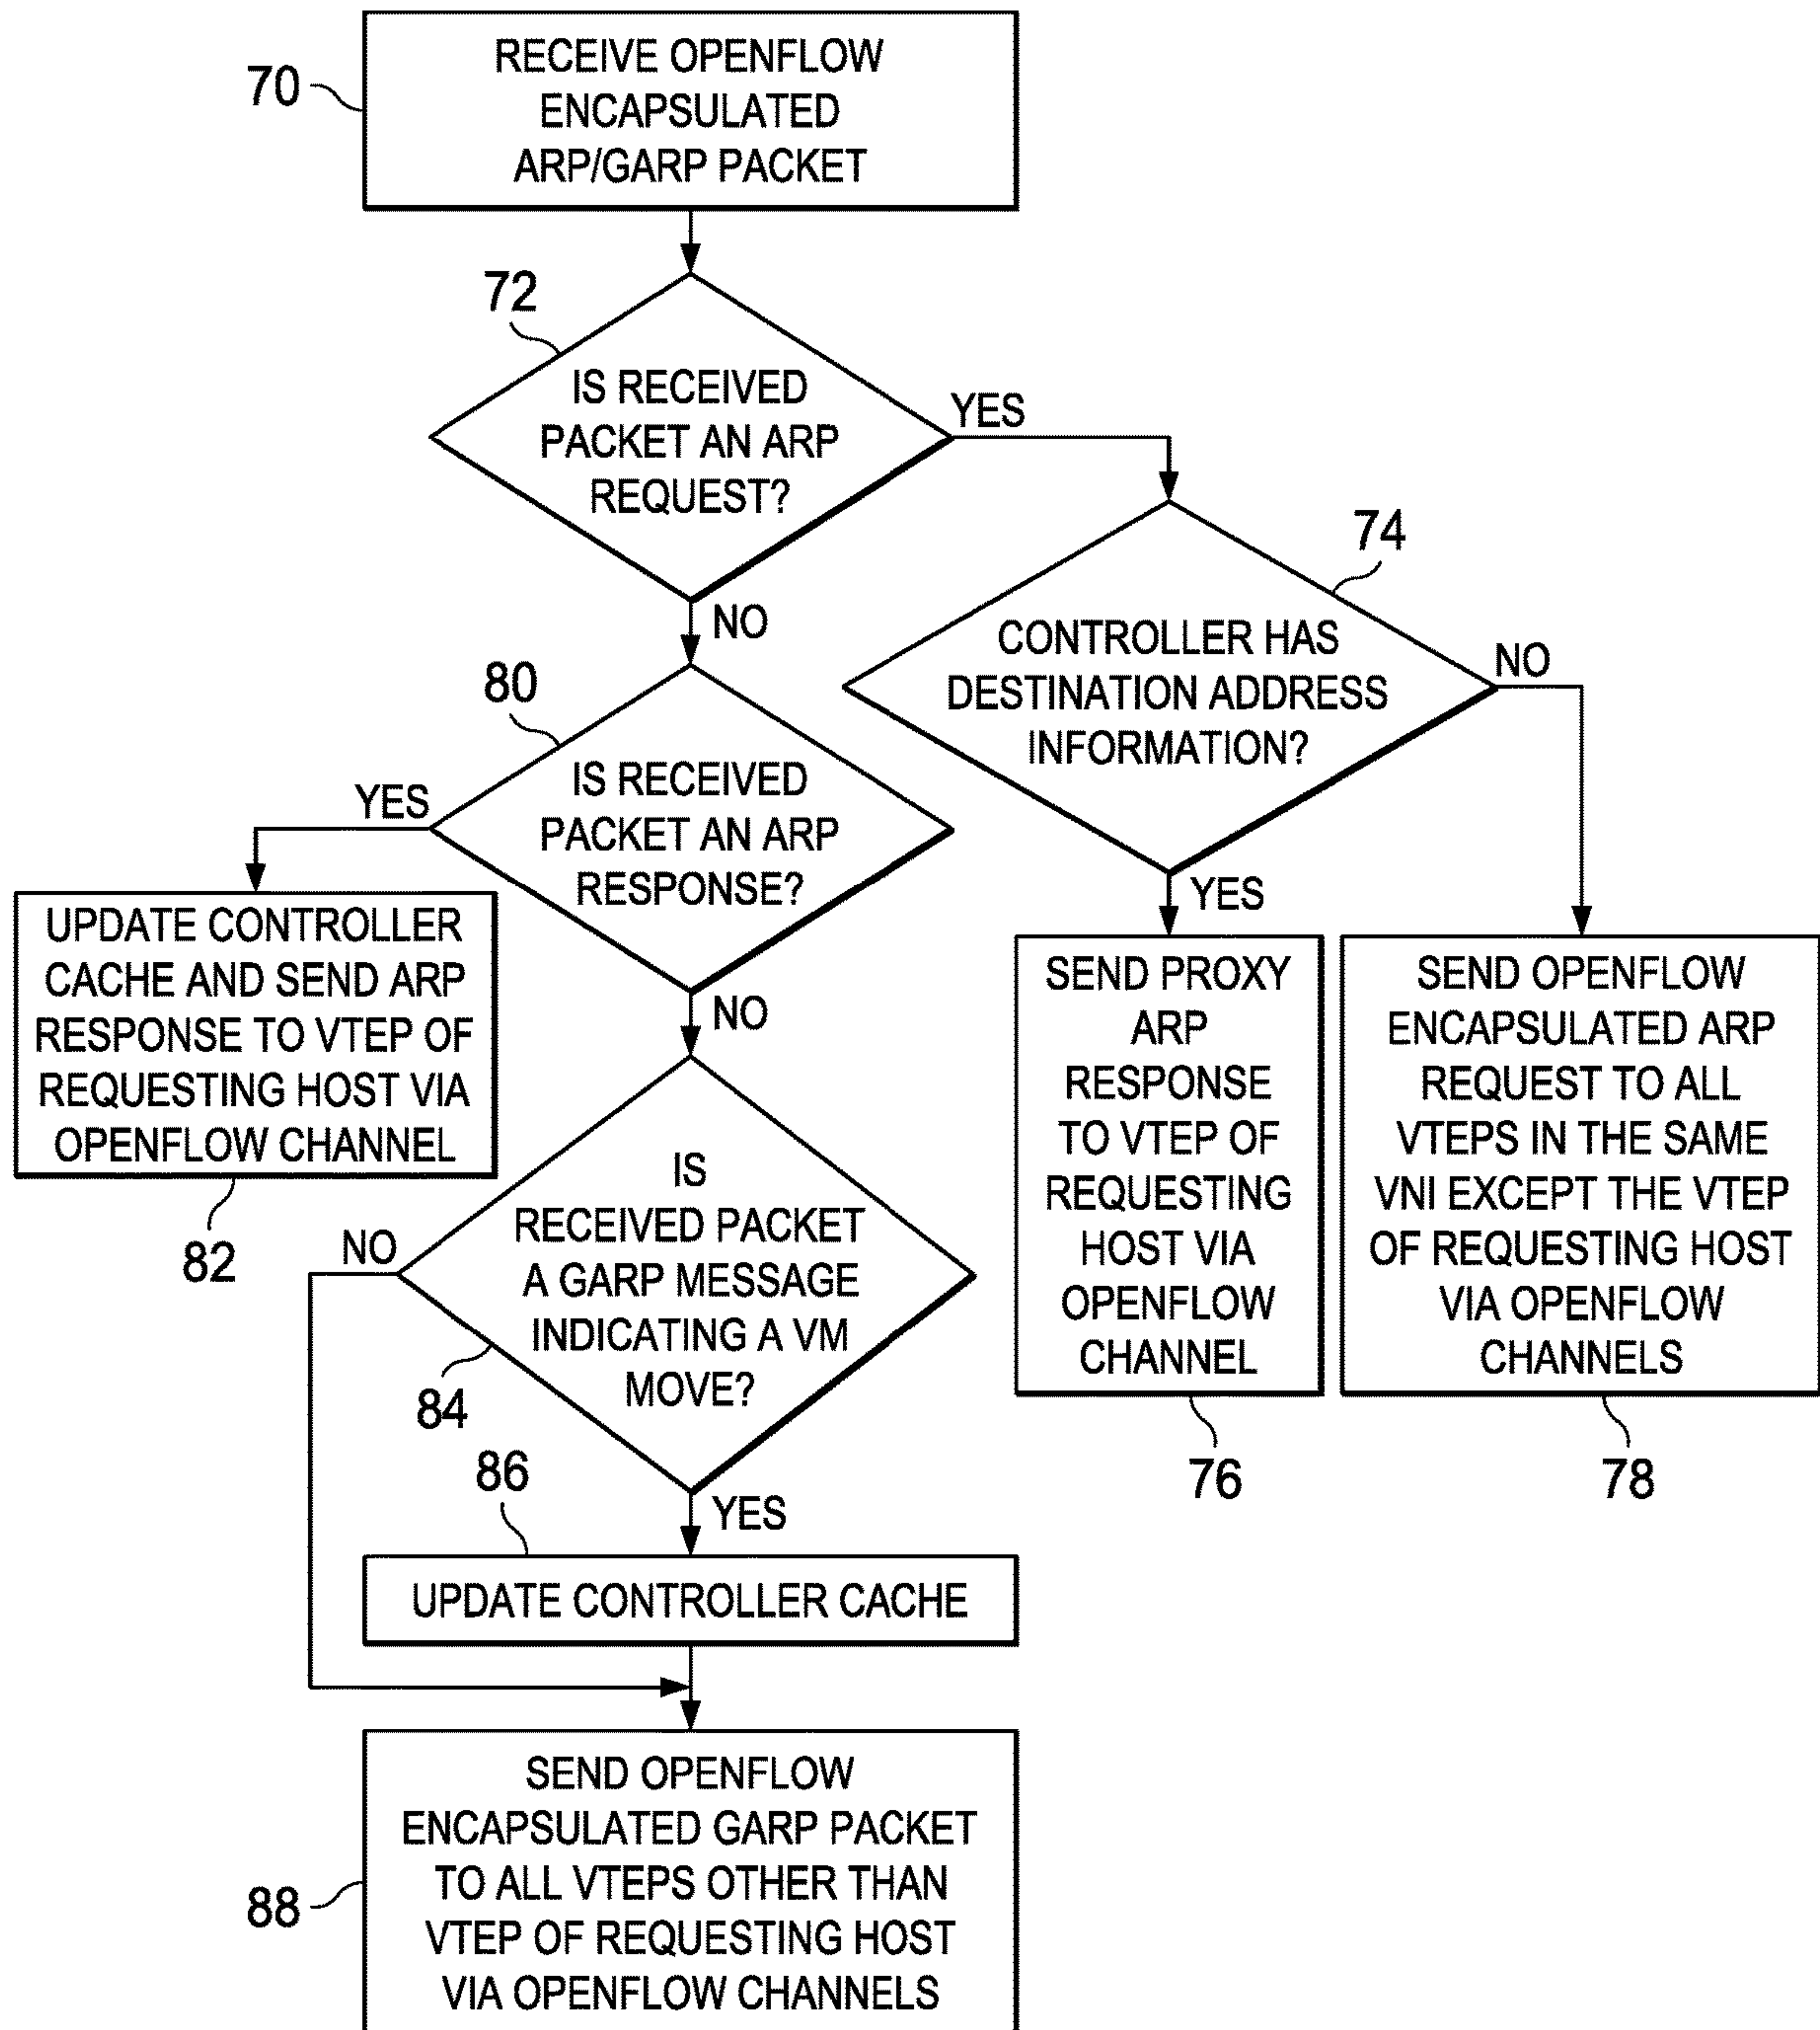 RECEIVE OPENFLOW
ENCAPSULATED
ARP/GARP PACKET
70
72
IS RECEIVED
PACKET AN ARP
REQUEST?
YES
NO
74
CONTROLLER HAS
DESTINATION ADDRESS
INFORMATION?
NO
YES
80
IS RECEIVED
PACKET AN ARP
RESPONSE?
YES
NO
UPDATE CONTROLLER
CACHE AND SEND ARP
RESPONSE TO VTEP OF
REQUESTING HOST VIA
OPENFLOW CHANNEL
82
SEND PROXY
ARP
RESPONSE
TO VTEP OF
REQUESTING
HOST VIA
OPENFLOW
CHANNEL
76
SEND OPENFLOW
ENCAPSULATED ARP
REQUEST TO ALL
VTEPS IN THE SAME
VNI EXCEPT THE VTEP
OF REQUESTING HOST
VIA OPENFLOW
CHANNELS
78
IS
RECEIVED PACKET
A GARP MESSAGE
INDICATING A VM
MOVE?
NO
84
YES
86
UPDATE CONTROLLER CACHE
SEND OPENFLOW
ENCAPSULATED GARP PACKET
TO ALL VTEPS OTHER THAN
VTEP OF REQUESTING HOST
VIA OPENFLOW CHANNELS
88